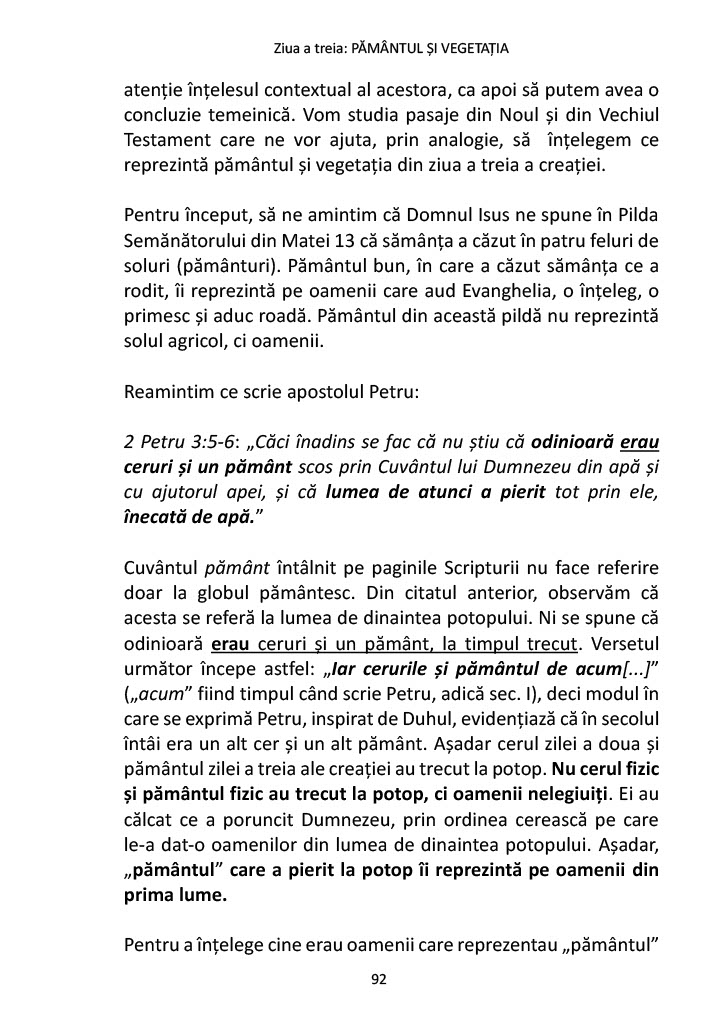 Ziua a treia: PĂMÂNTUL ȘI VEGETAȚIA
atenție înțelesul contextual al acestora, ca apoi să putem avea o
concluzie temeinică. Vom studia pasaje din Noul și din Vechiul
Testament care ne vor ajuta, prin analogie, să  înțelegem ce
reprezintă pământul și vegetația din ziua a treia a creației.
Pentru început, să ne amintim că Domnul Isus ne spune în Pilda
Semănătorului din Matei 13 că sămânța a căzut în patru feluri de
soluri (pământuri). Pământul bun, în care a căzut sămânța ce a
rodit, îi reprezintă pe oamenii care aud Evanghelia, o înțeleg, o
primesc și aduc roadă. Pământul din această pildă nu reprezintă
solul agricol, ci oamenii.
Reamintim ce scrie apostolul Petru:
2 Petru 3:5-6: „Căci înadins se fac că nu știu că odinioară erau
ceruri și un pământ scos prin Cuvântul lui Dumnezeu din apă și
cu ajutorul apei, și că lumea de atunci a pierit tot prin ele,
înecată de apă.”
Cuvântul pământ întâlnit pe paginile Scripturii nu face referire
doar la globul pământesc. Din citatul anterior, observăm că
acesta se referă la lumea de dinaintea potopului. Ni se spune că
odinioară erau ceruri și un pământ, la timpul trecut. Versetul
următor începe astfel: „Iar cerurile și pământul de acum[...]”
(„acum” fiind timpul când scrie Petru, adică sec. I), deci modul în
care se exprimă Petru, inspirat de Duhul, evidențiază că în secolul
întâi era un alt cer și un alt pământ. Așadar cerul zilei a doua și
pământul zilei a treia ale creației au trecut la potop. Nu cerul fizic
și pământul fizic au trecut la potop, ci oamenii nelegiuiți. Ei au
călcat ce a poruncit Dumnezeu, prin ordinea cerească pe care
le-a dat-o oamenilor din lumea de dinaintea potopului. Așadar,
„pământul” care a pierit la potop îi reprezintă pe oamenii din
prima lume.
Pentru a înțelege cine erau oamenii care reprezentau „pământul”
92